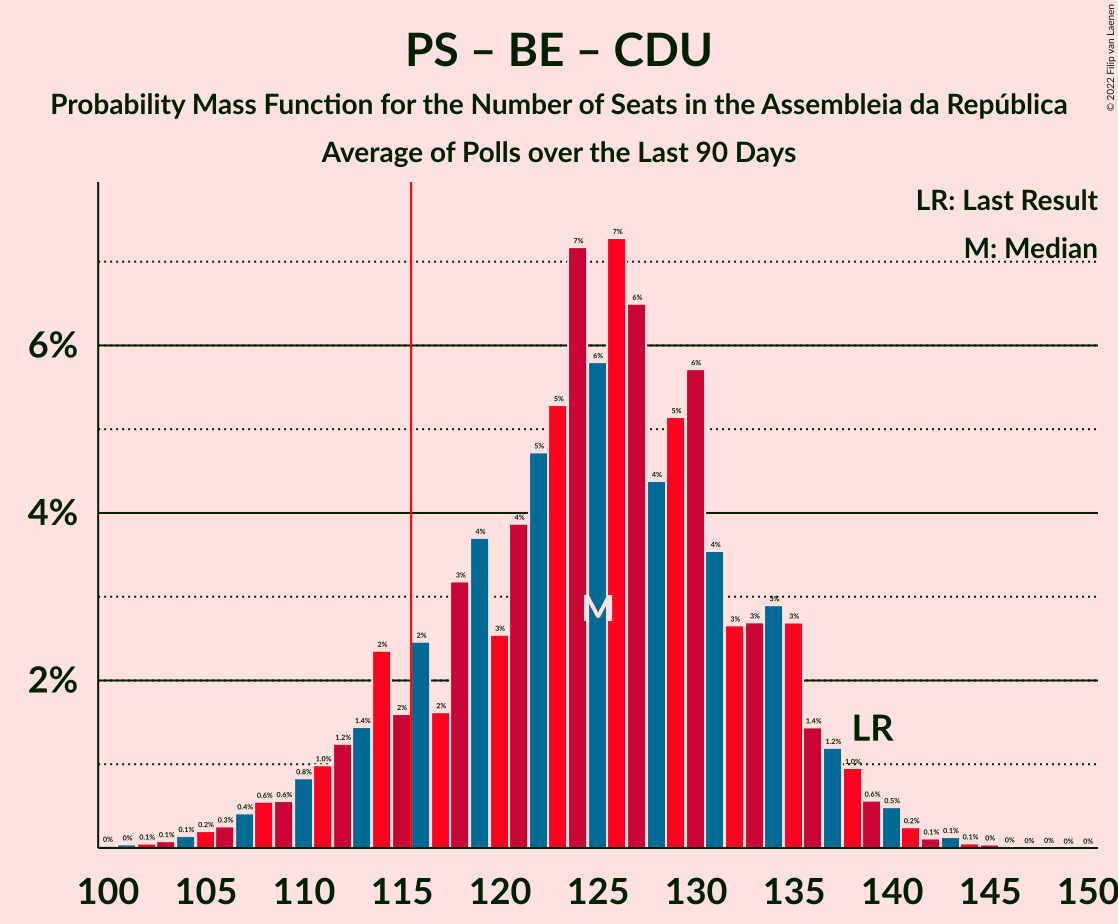 PS – BE – CDU
Probability Mass Function for the Number of Seats in the Assembleia da República
Average of Polls over the Last 90 Days
© 2022 Filip van Laenen
LR: Last Result
M: Median
6%
4%
2%
0% 0% 0.1% 0.1% 0.1% 0.2% 0.3% 0.4% 0.6% 0.6% 0.8% 1.0% 1.2% 1.4% 2% 2% 2% 2% 3% 4% 3% 4% 5% 5% 7% 6% 7% 6% 4% 5% 6% 4% 3% 3% 3% 3% 1.4% 1.2% 1.0% 0.6% 0.5% 0.2% 0.1% 0.1% 0.1% 0% 0% 0% 0% 0% 0%
M
LR
100 105 110 115 120 125 130 135 140 145 150